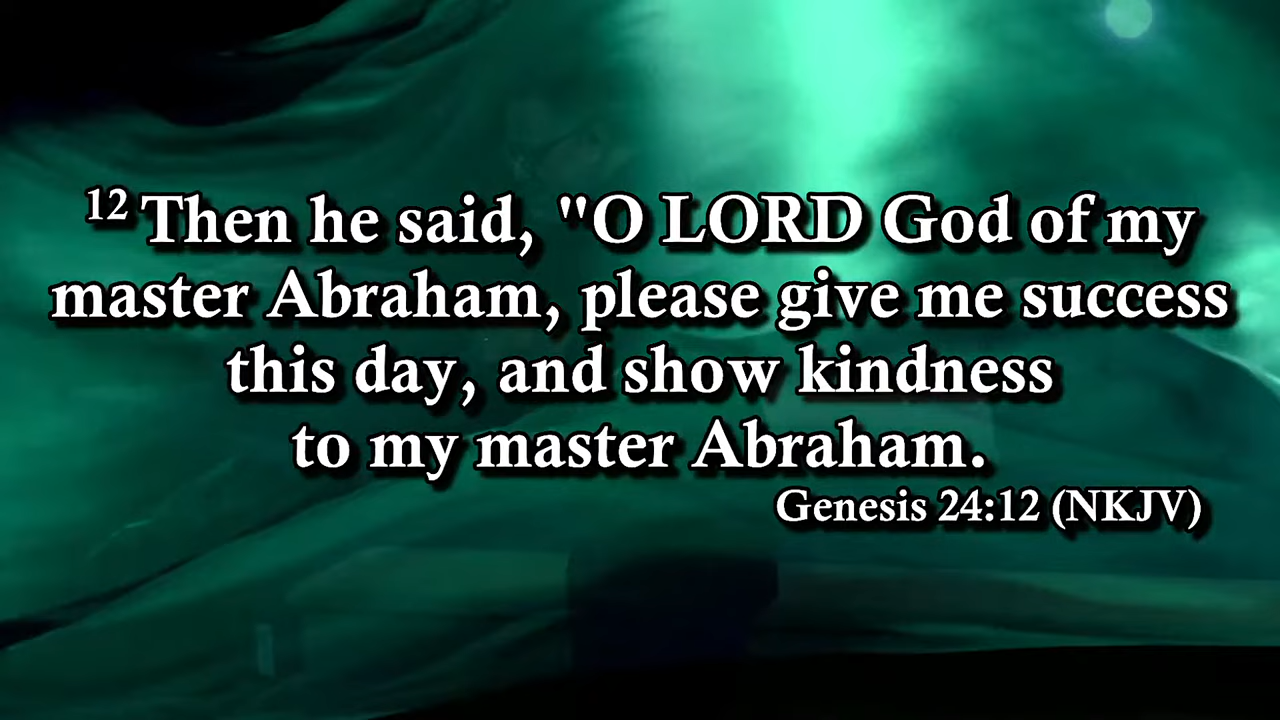 12 Then he said, "O LORD God of my
master Abraham, please give me success
this day, and show kindness
to my master Abraham.
Genesis 24:12 (NKJV)